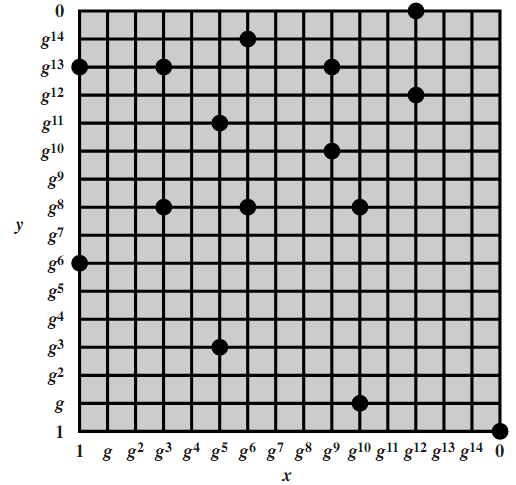 0
g¹⁴
g¹³
g¹²
g¹¹
g¹⁰
g⁹
g⁸
y
g⁷
g⁶
g⁵
g⁴
g³
g²
g
1
1 g g² g³ g⁴ g⁵ g⁶ g⁷ g⁸ g⁹ g¹⁰ g¹¹ g¹² g¹³ g¹⁴ 0
x